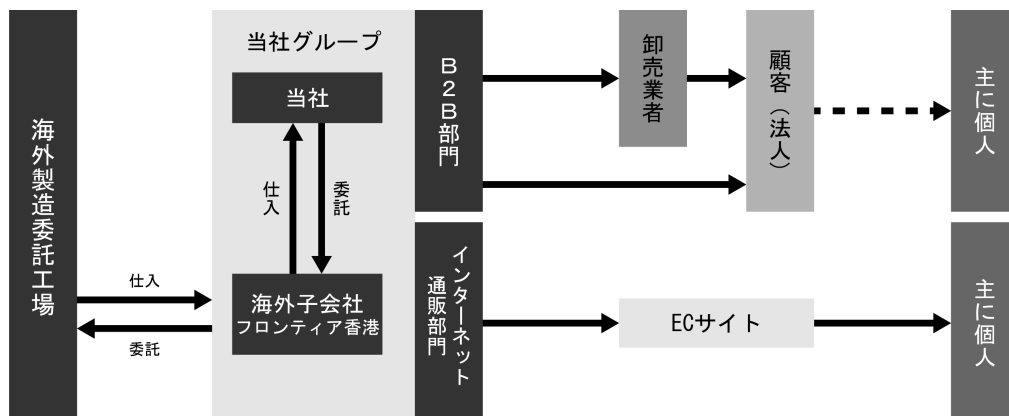 海外製造委託工場
仕入
委託
当社グループ
当社
仕入
委託
海外子会社
フロンティア香港
B2B部門
インターネット
通販部門
卸売業者
顧客（法人）
主に個人
ECサイト
主に個人